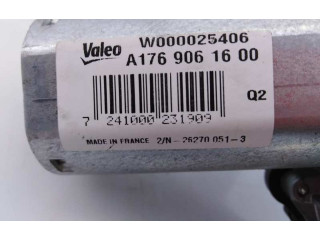 Valeo W000025406
A176 906 16 00
Q2
7 241000 231909
MADE IN FRANCE 2/N - 26270 051 - 3